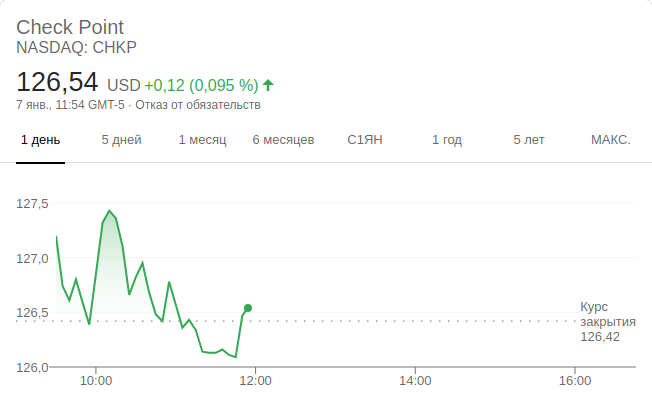 Check Point
NASDAQ: CHKP
126,54 USD +0,12 (0,095 %)
7 янв., 11:54 GMT-5 · Отказ от обязательств
1 день 5 дней 1 месяц 6 месяцев С1ЯН 1 год 5 лет МАКС.
127,5
127,0
126,5
126,0
Курс
закрытия
126,42
10:00 12:00 14:00 16:00